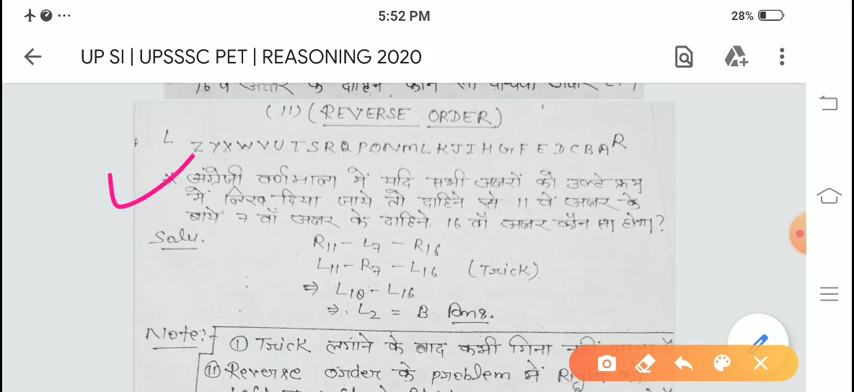 5:52 PM
28%
UP SI | UPSSSC PET | REASONING 2020
(11) (REVERSE ORDER)
L ZYXWVUTSRQPONMLKJIHGFEDCBA R
* अंग्रेजी वर्णमाला में यदि सभी अक्षरों को उल्टे क्रम
में लिख दिया जाये तो दाहिने से 11 वें अक्षर के
बायें 7 वाँ अक्षर के दाहिने 16 वाँ अक्षर कौन सा होगा?
Solu.
R11 – L7 – R16
L11 – R7 – L16 (Trick)
⇒ L18 – L16
⇒ L2 = B Ans.
Note:- ① Trick लगाने के बाद कभी गिना
② Reverse order के problem में